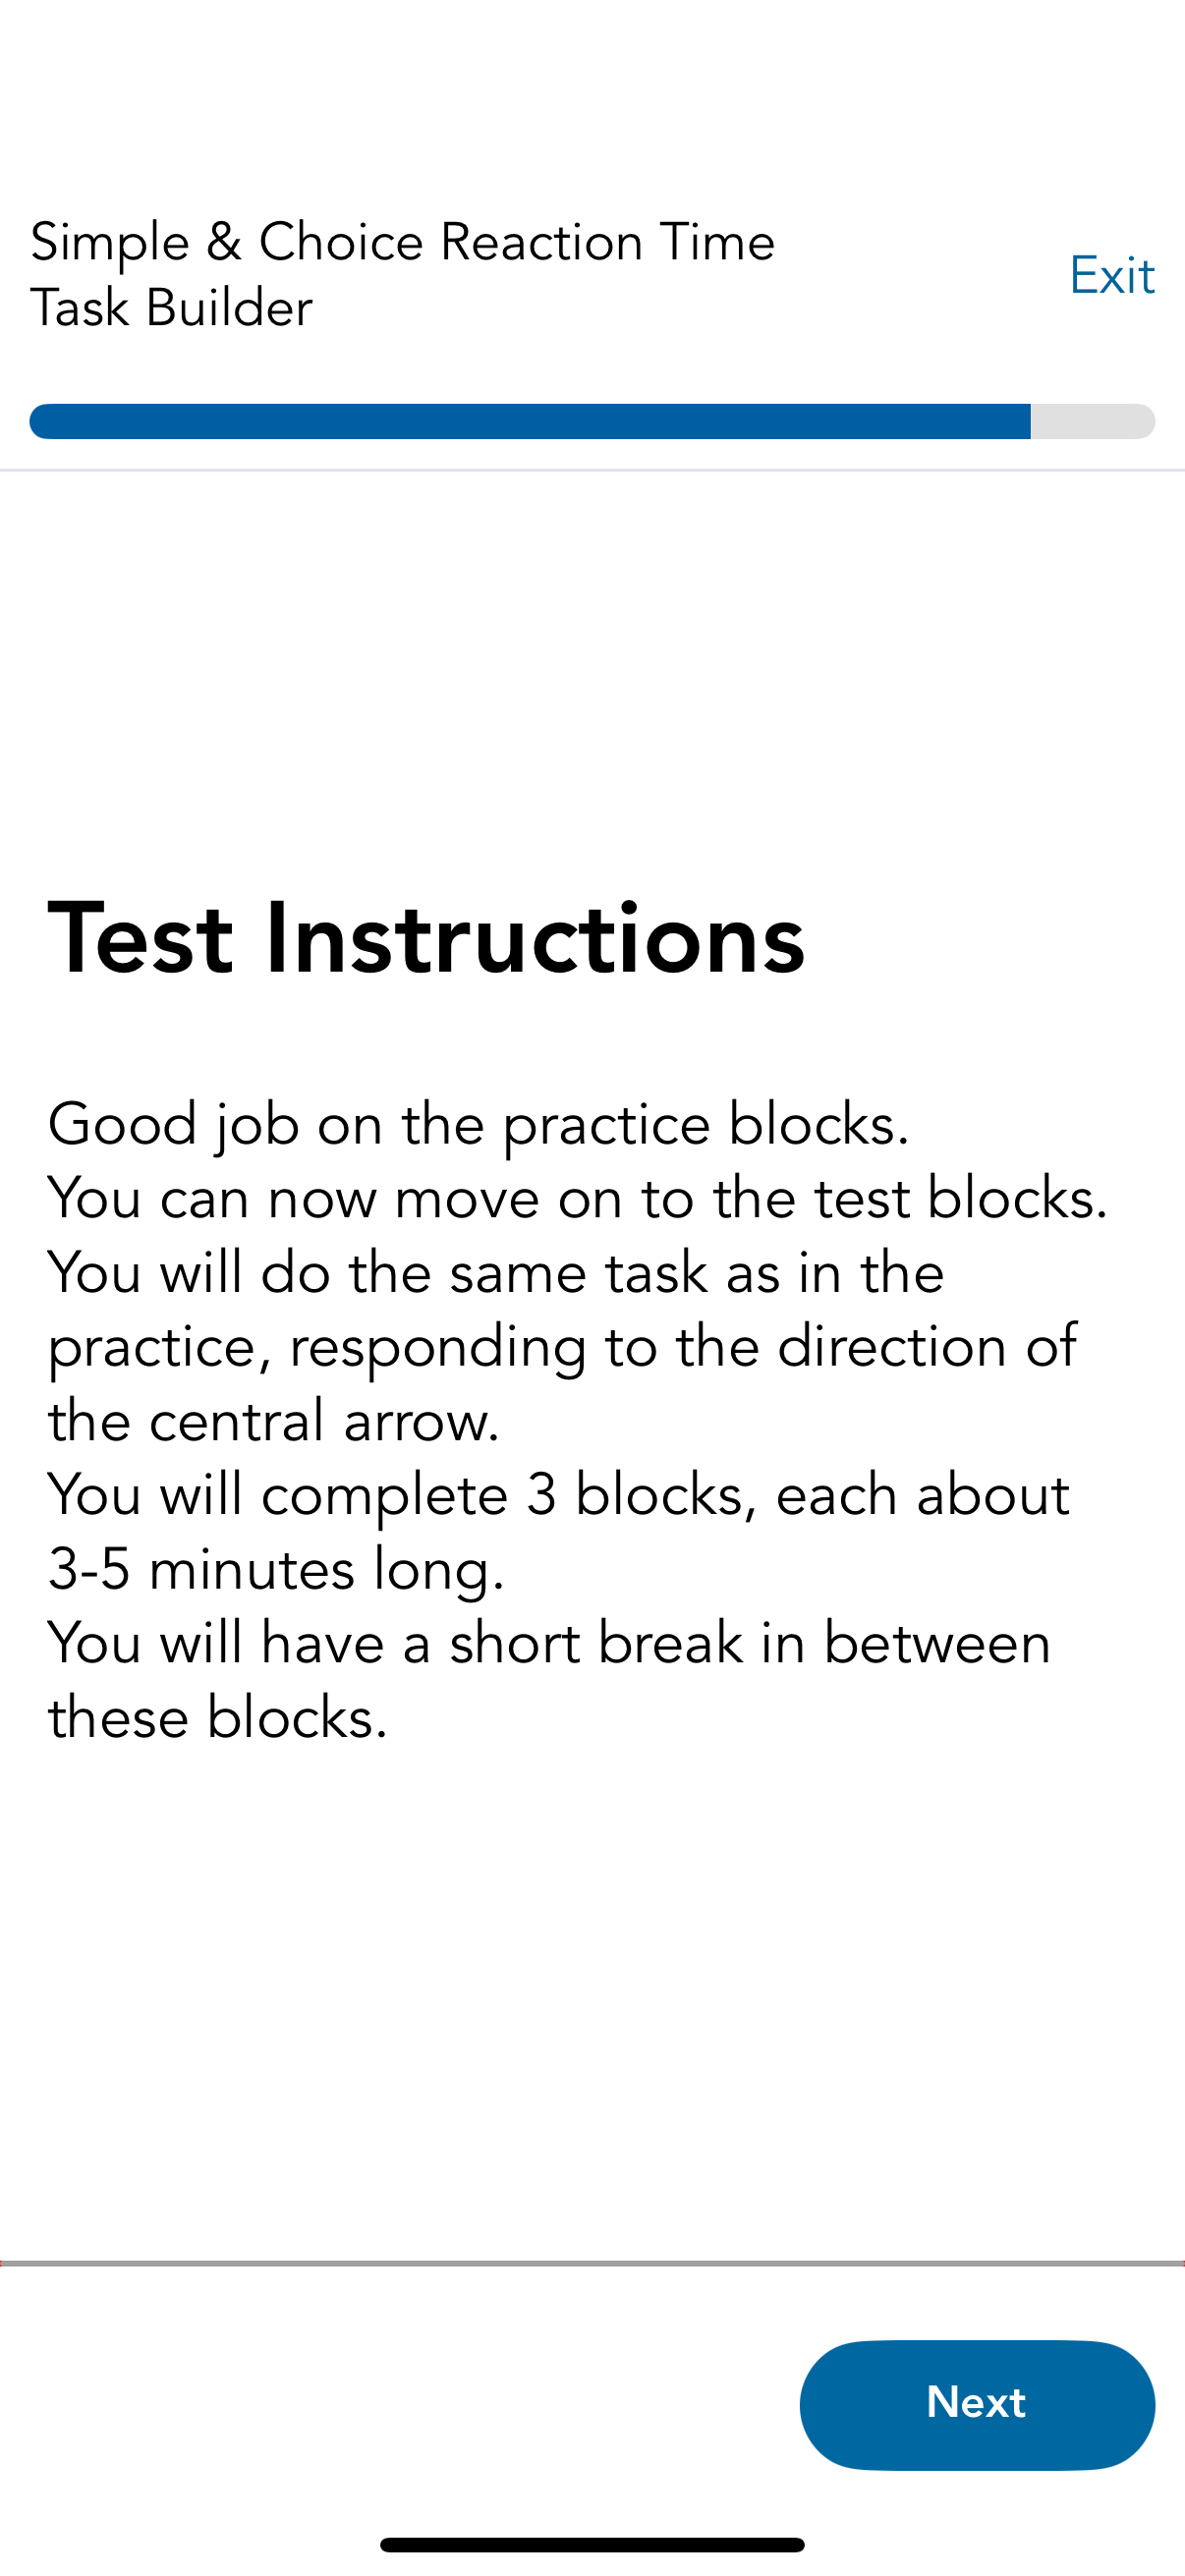 Simple & Choice Reaction Time
Task Builder
Exit
Test Instructions
Good job on the practice blocks.
You can now move on to the test blocks.
You will do the same task as in the
practice, responding to the direction of
the central arrow.
You will complete 3 blocks, each about
3-5 minutes long.
You will have a short break in between
these blocks.
Next